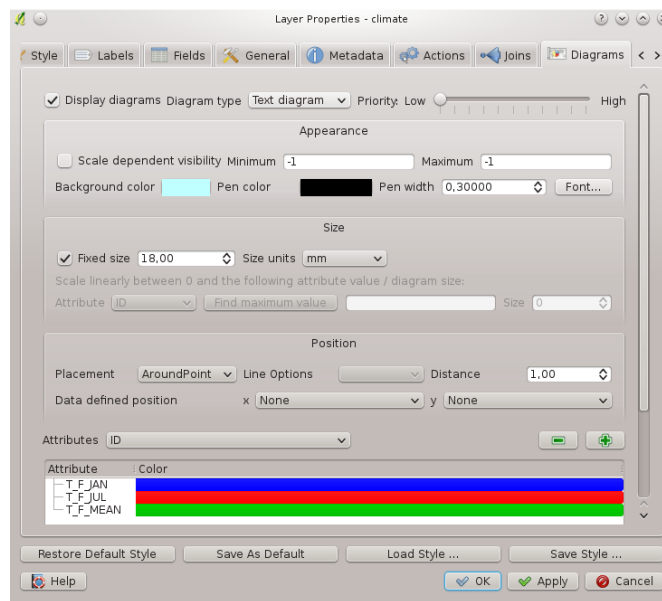 Layer Properties - climate
Style Labels Fields General Metadata Actions Joins Diagrams
Display diagrams Diagram type Text diagram Priority: Low High
Appearance
Scale dependent visibility Minimum -1 Maximum -1
Background color Pen color Pen width 0,30000 Font...
Size
Fixed size 18,00 Size units mm
Scale linearly between 0 and the following attribute value / diagram size:
Attribute ID Find maximum value Size 0
Position
Placement AroundPoint Line Options Distance 1,00
Data defined position x None y None
Attributes ID
Attribute Color
T_F_JAN
T_F_JUL
T_F_MEAN
Restore Default Style Save As Default Load Style ... Save Style ...
Help OK Apply Cancel